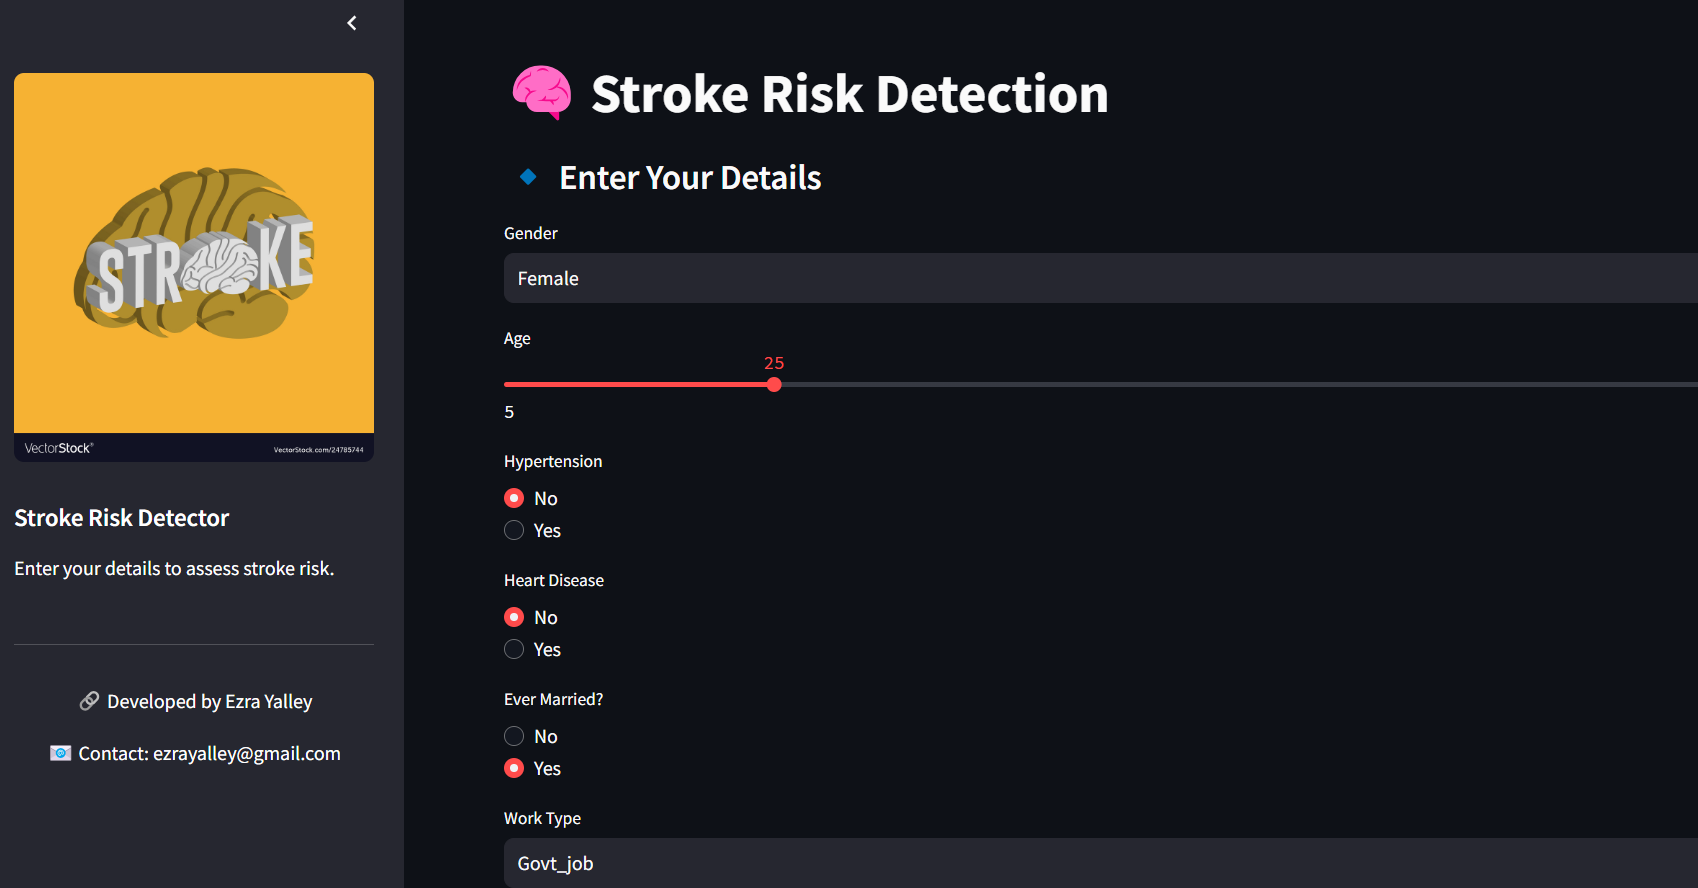 STROKE
VectorStock®
VectorStock.com/24785744
Stroke Risk Detector
Enter your details to assess stroke risk.
Developed by Ezra Yalley
Contact: ezrayalley@gmail.com
Stroke Risk Detection
Enter Your Details
Gender
Female
Age
25
5
Hypertension
No
Yes
Heart Disease
No
Yes
Ever Married?
No
Yes
Work Type
Govt_job